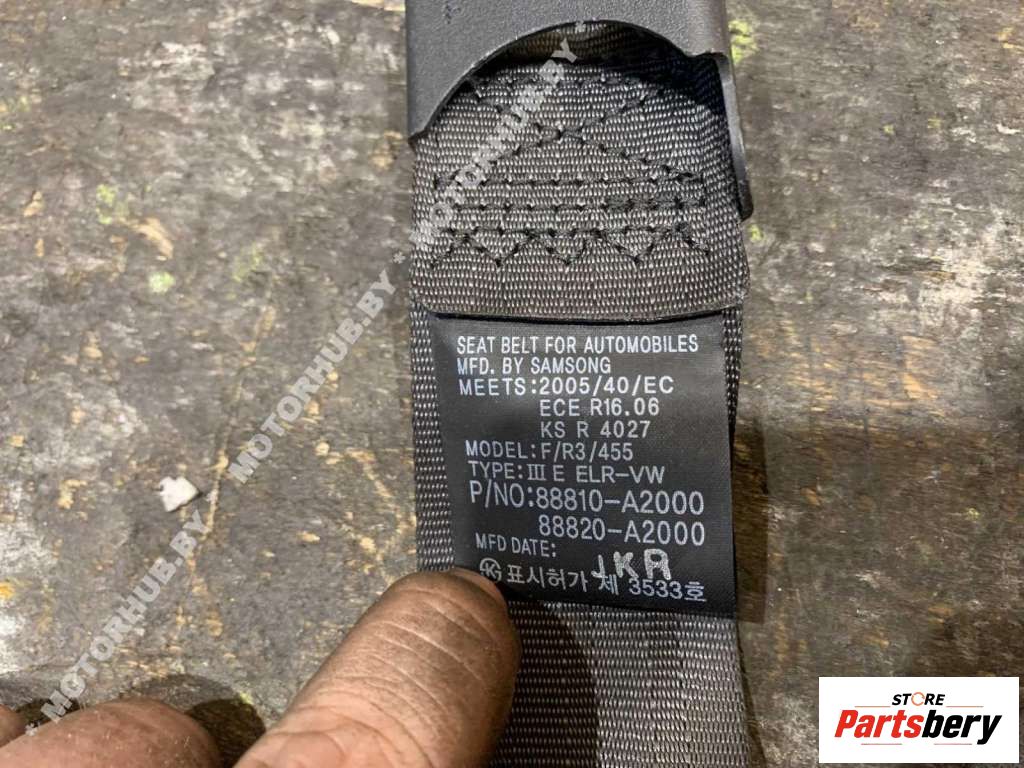 SEAT BELT FOR AUTOMOBILES
MFD. BY SAMSONG
MEETS:2005/40/EC
ECE R16.06
KS R 4027
MODEL:F/R3/455
TYPE:III E ELR-VW
P/NO:88810-A2000
88820-A2000
MFD DATE:
JKA
표시허가 제 3533호
MOTORHUB.BY * MOTORHUB.BY * MOTORHUB.BY *
STORE
Partsbery